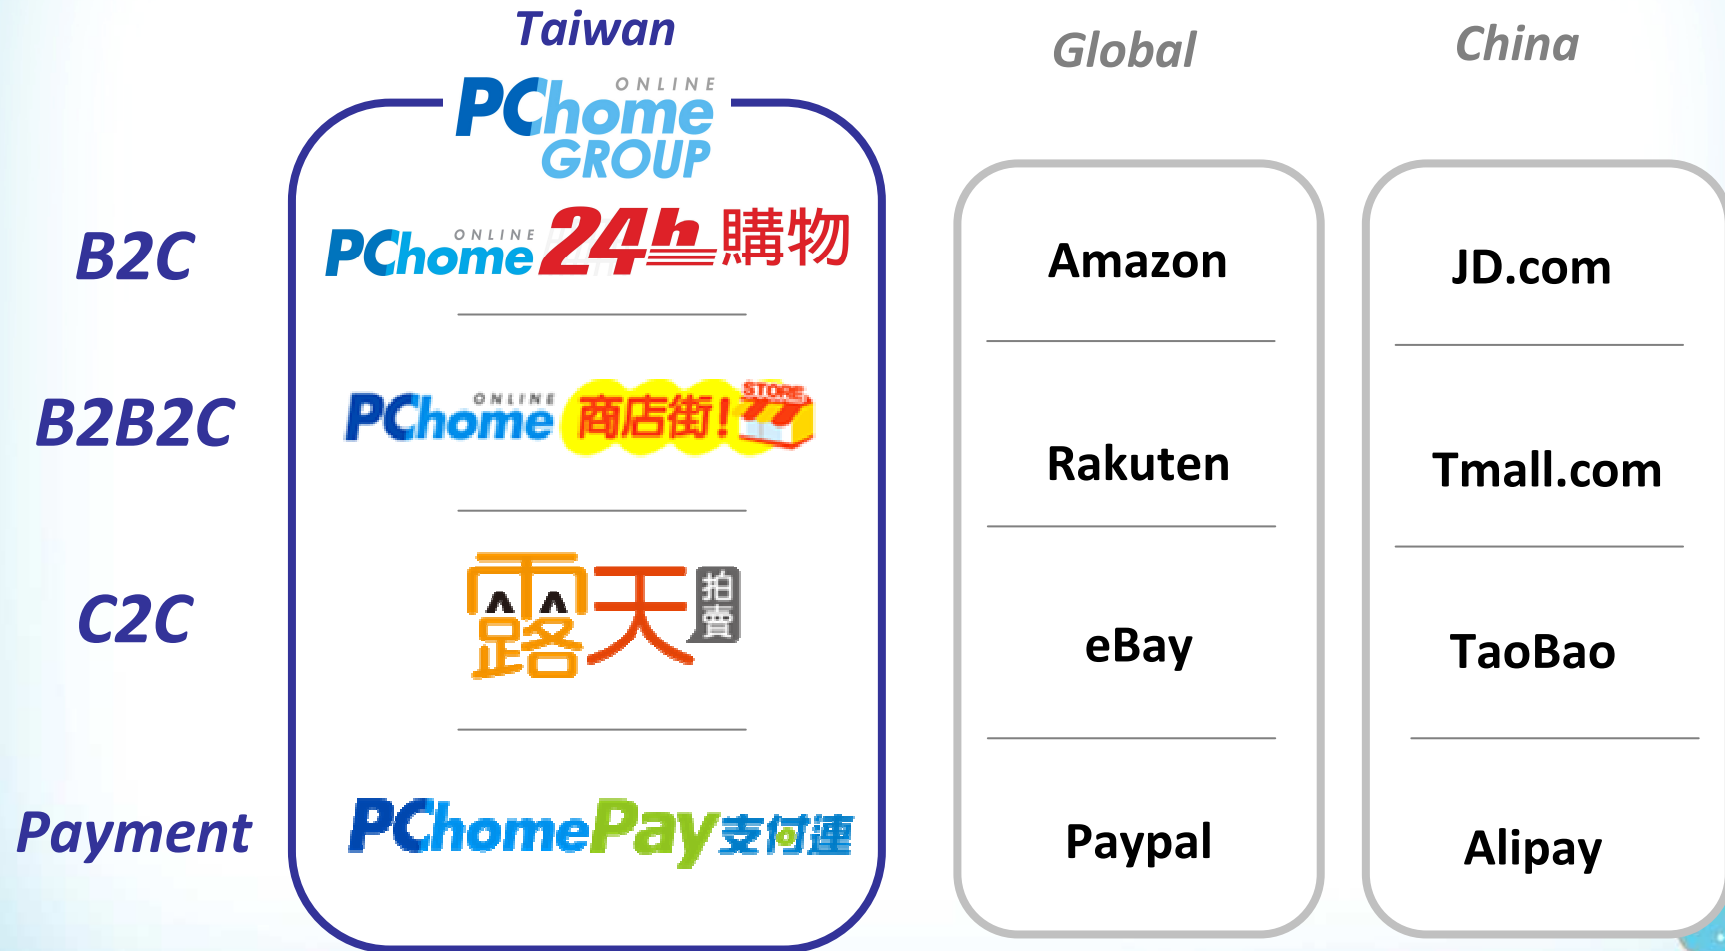 Taiwan
Global
China
PChome ONLINE
GROUP
B2C
PChome ONLINE 24h 購物
Amazon
JD.com
B2B2C
PChome ONLINE 商店街! STORE
Rakuten
Tmall.com
C2C
露天 拍賣
eBay
TaoBao
Payment
PChomePay 支付連
Paypal
Alipay